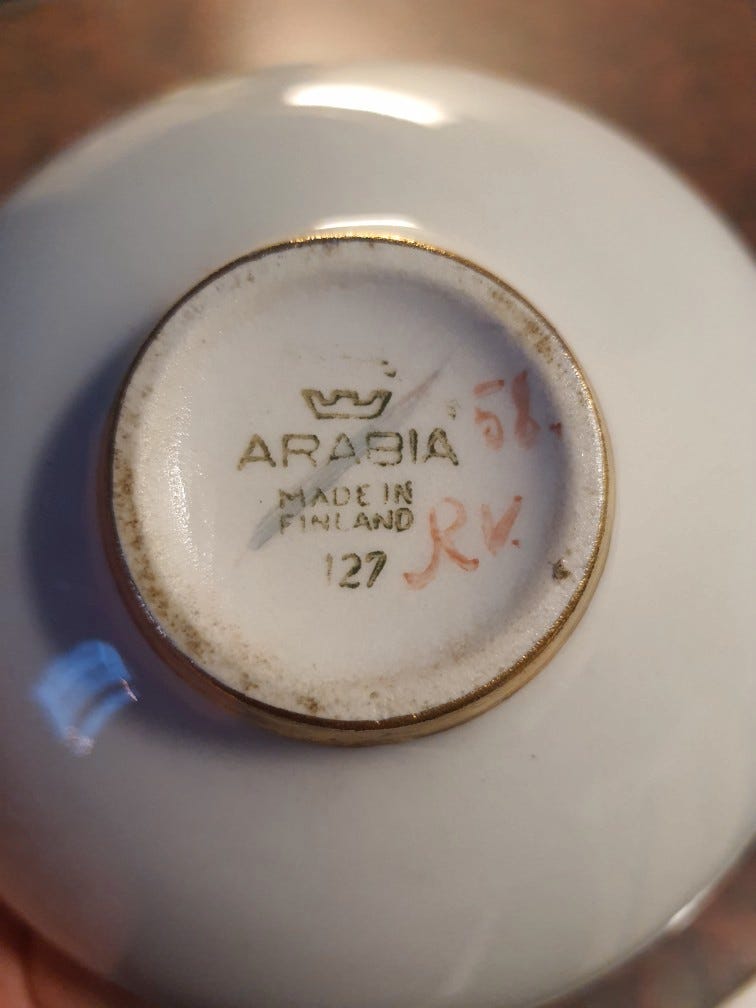 ARABIA
58.
MADE IN
FINLAND
R.V.
127